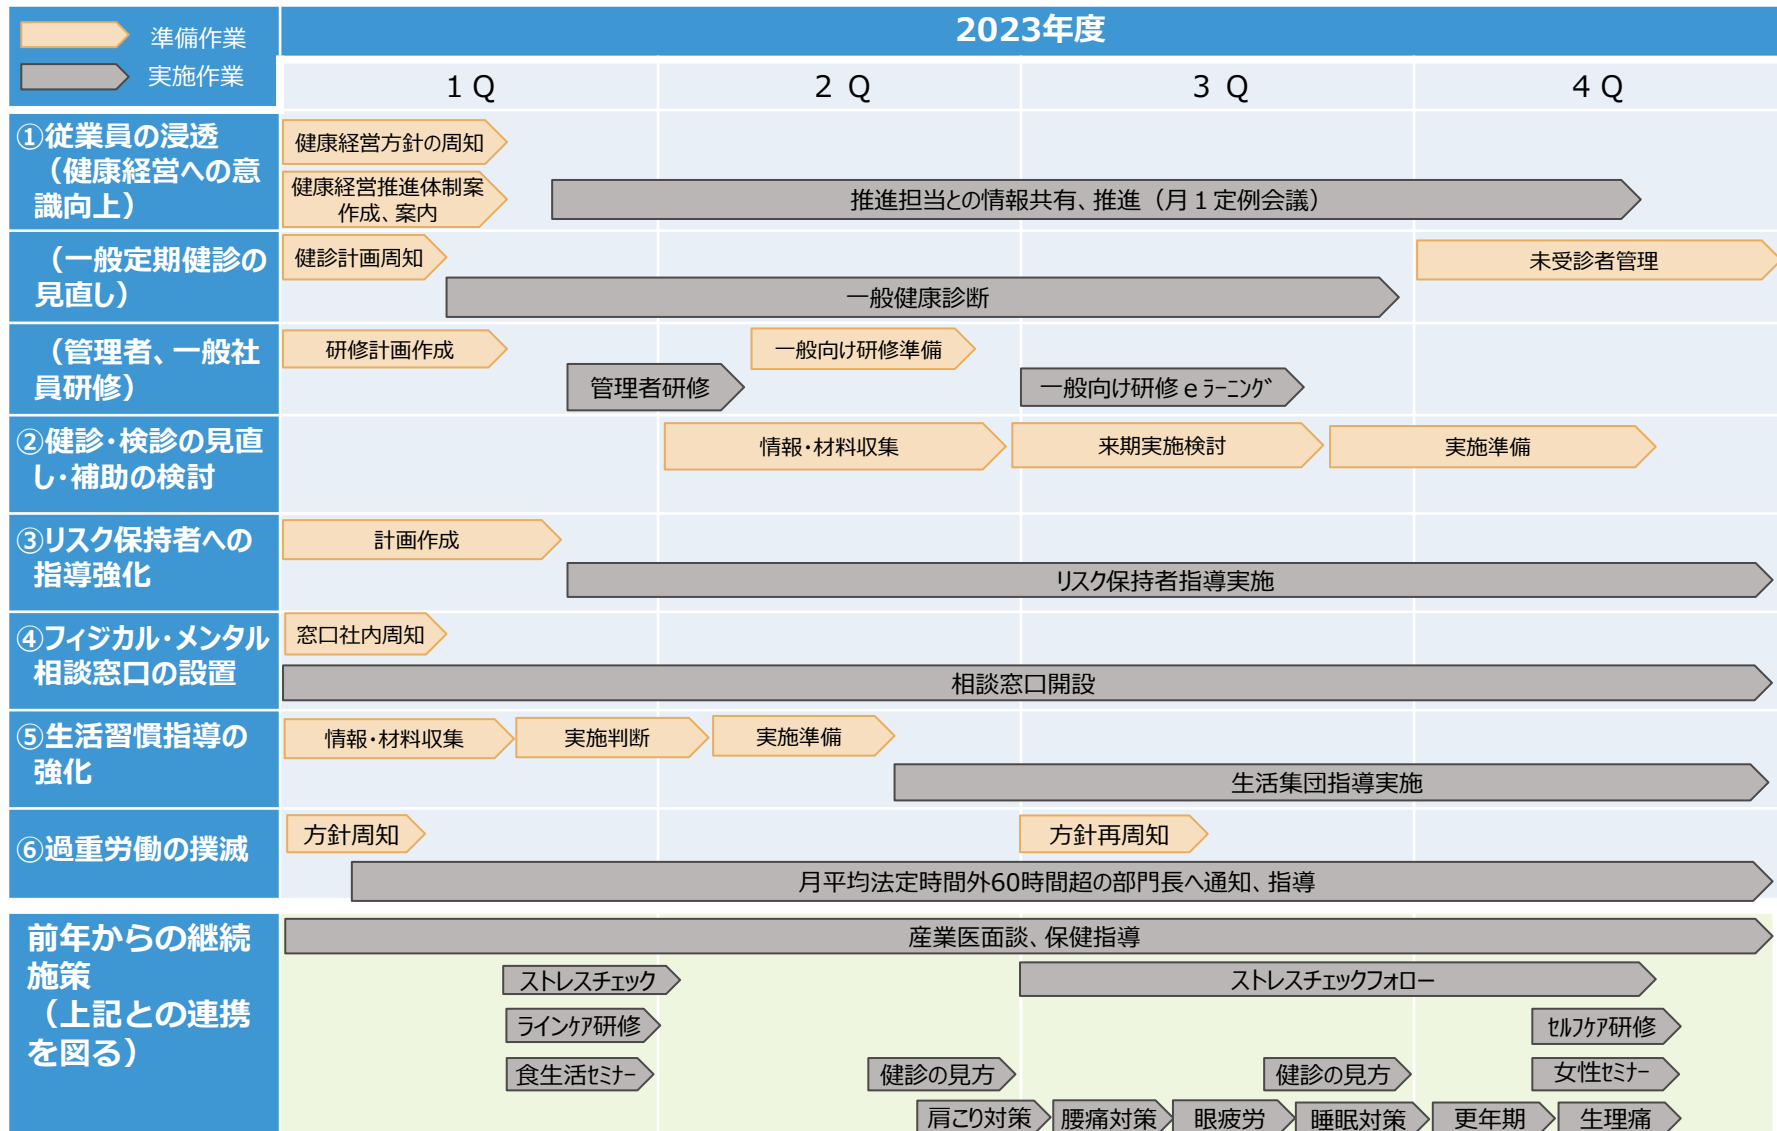 準備作業
実施作業
2023年度
1 Q
2 Q
3 Q
4 Q
①従業員の浸透
（健康経営への意
識向上）
健康経営方針の周知
健康経営推進体制案
作成、案内
推進担当との情報共有、推進（月１定例会議）
（一般定期健診の
見直し）
健診計画周知
一般健康診断
未受診者管理
（管理者、一般社
員研修）
研修計画作成
管理者研修
一般向け研修準備
一般向け研修ｅﾗｰﾆﾝｸﾞ
②健診・検診の見直
し・補助の検討
情報・材料収集
来期実施検討
実施準備
③リスク保持者への
指導強化
計画作成
リスク保持者指導実施
④フィジカル・メンタル
相談窓口の設置
窓口社内周知
相談窓口開設
⑤生活習慣指導の
強化
情報・材料収集
実施判断
実施準備
生活集団指導実施
⑥過重労働の撲滅
方針周知
方針再周知
月平均法定時間外60時間超の部門長へ通知、指導
前年からの継続
施策
（上記との連携
を図る）
産業医面談、保健指導
ストレスチェック
ストレスチェックフォロー
ラインケア研修
ｾﾙﾌｹｱ研修
食生活ｾﾐﾅｰ
健診の見方
健診の見方
女性ｾﾐﾅｰ
肩こり対策
腰痛対策
眼疲労
睡眠対策
更年期
生理痛